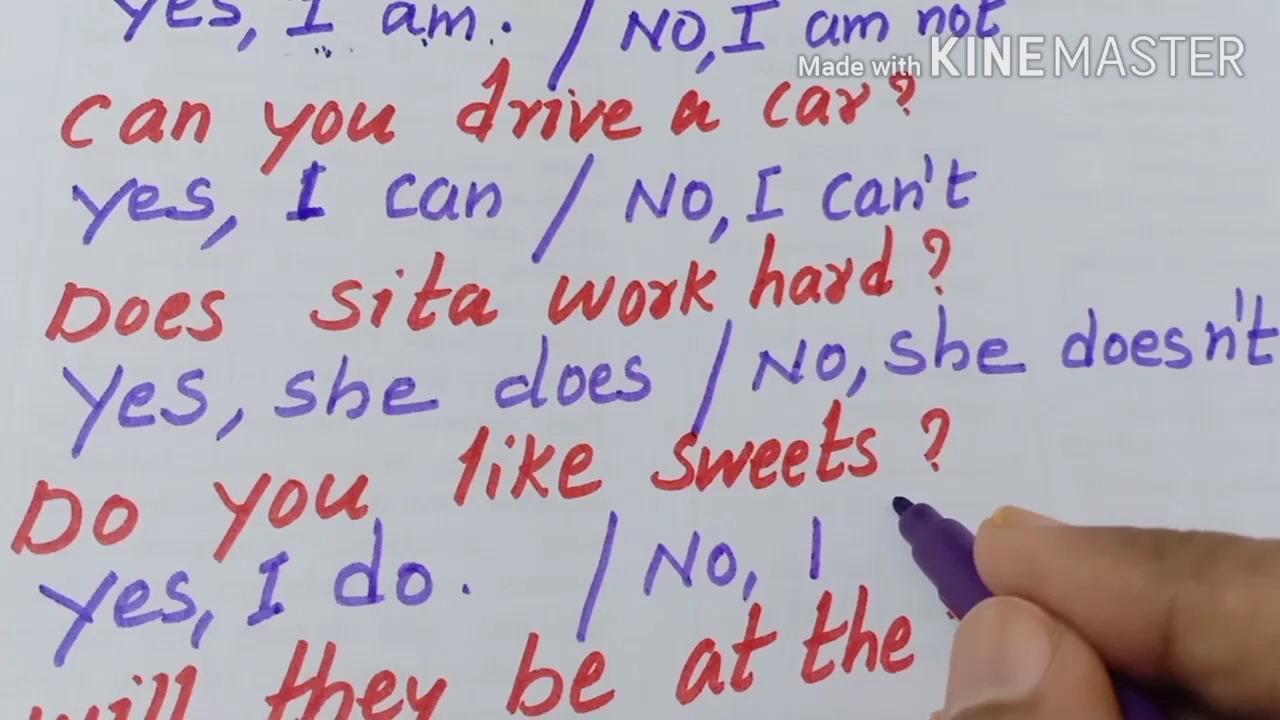 Yes, I am. / No, I am not
Made with KINEMASTER
Can you drive a car?
Yes, I can / No, I can't
Does sita work hard?
Yes, she does / No, she doesn't
Do you like sweets?
Yes, I do. / No, I
will they be at the